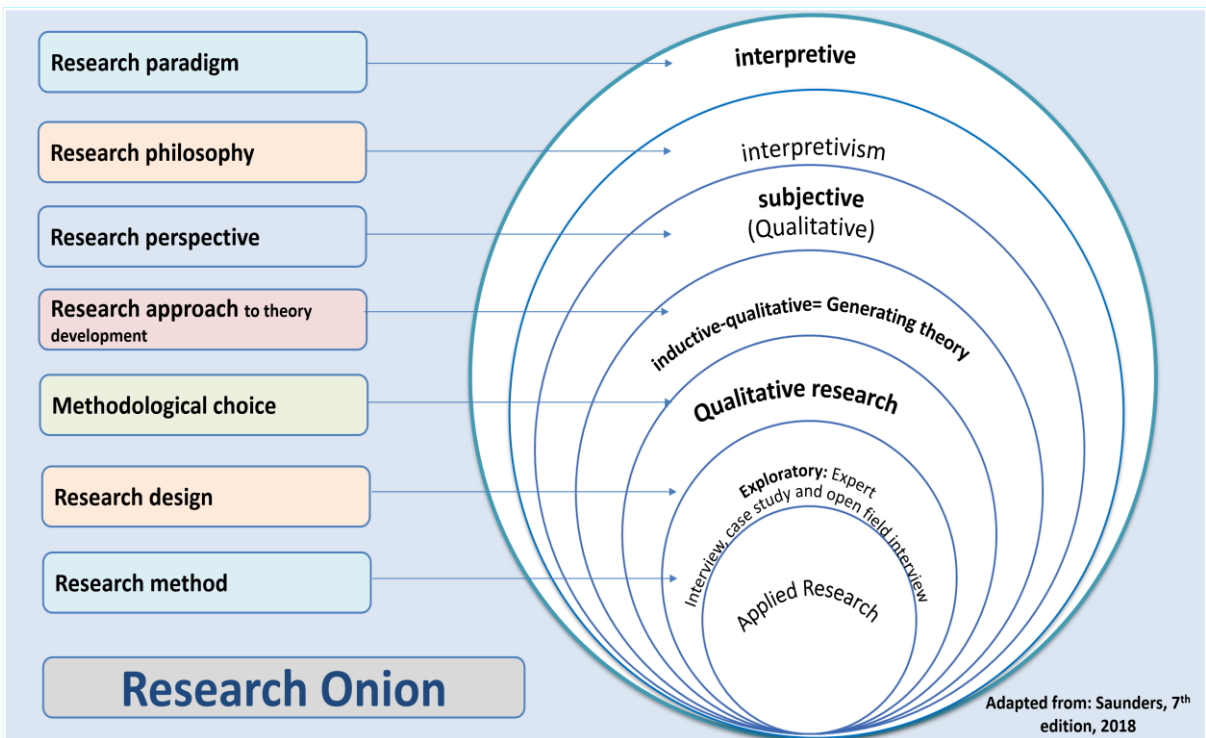 Research paradigm
interpretive
Research philosophy
interpretivism
Research perspective
subjective
(Qualitative)
Research approach to theory
development
inductive-qualitative= Generating theory
Methodological choice
Qualitative research
Research design
Exploratory: Expert
Interview, case study and open field interview
Research method
Applied Research
Research Onion
Adapted from: Saunders, 7th
edition, 2018